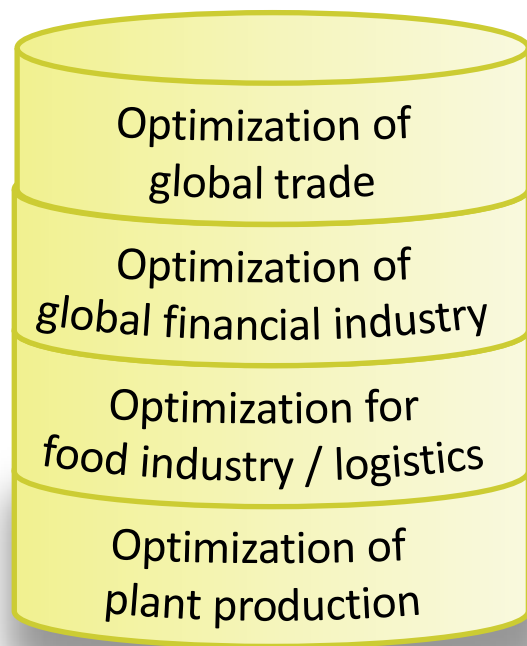 Optimization of
global trade
Optimization of
global financial industry
Optimization for
food industry / logistics
Optimization of
plant production